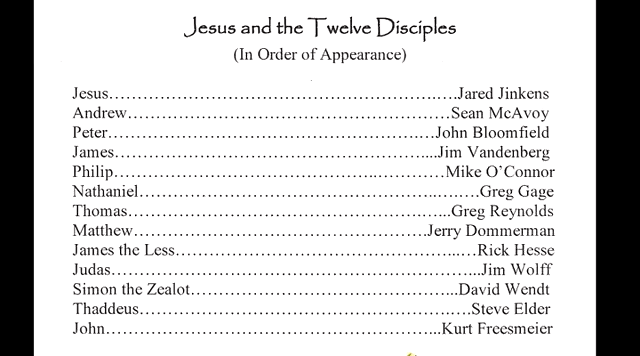 Jesus and the Twelve Disciples
(In Order of Appearance)
Jesus……………………………………………………….….Jared Jinkens
Andrew…………………………………………………….Sean McAvoy
Peter…………………………………………………….….John Bloomfield
James…………………………………………………....Jim Vandenberg
Philip……………………………………………..…………Mike O’Connor
Nathaniel…………………………………………………..………Greg Gage
Thomas………………………………………………….…...Greg Reynolds
Matthew…………………………………………………Jerry Dommerman
James the Less……………………………………………...…Rick Hesse
Judas………………………………………………………...Jim Wolff
Simon the Zealot………………………………………..David Wendt
Thaddeus………………………………………………….….Steve Elder
John………………………………………………………...Kurt Freesmeier